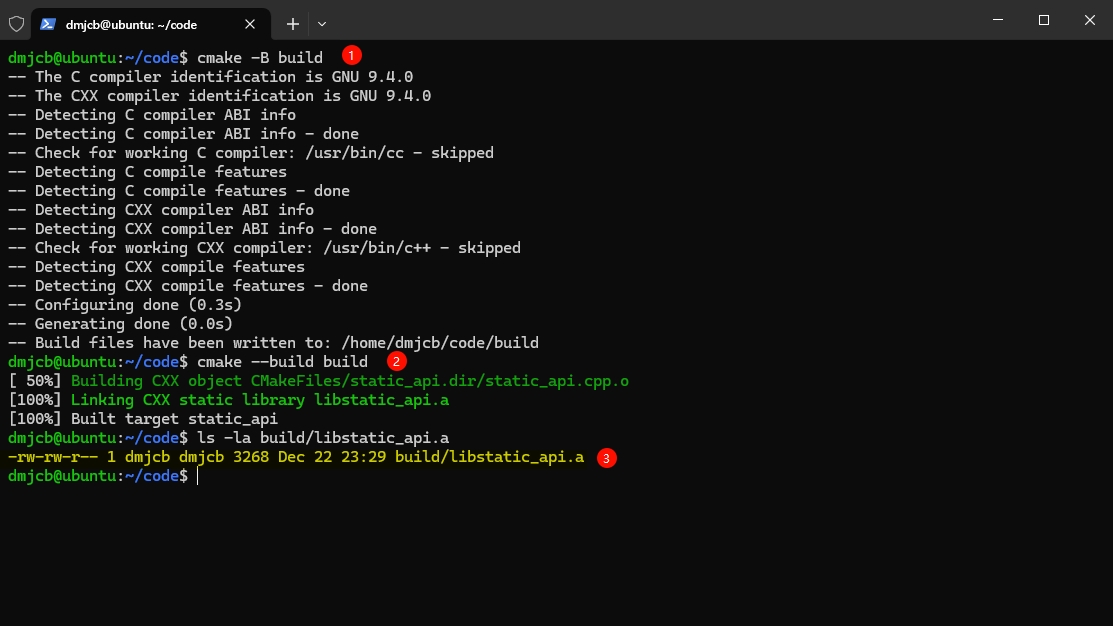 dmjcb@ubuntu: ~/code
dmjcb@ubuntu:~/code$ cmake -B build 1
-- The C compiler identification is GNU 9.4.0
-- The CXX compiler identification is GNU 9.4.0
-- Detecting C compiler ABI info
-- Detecting C compiler ABI info - done
-- Check for working C compiler: /usr/bin/cc - skipped
-- Detecting C compile features
-- Detecting C compile features - done
-- Detecting CXX compiler ABI info
-- Detecting CXX compiler ABI info - done
-- Check for working CXX compiler: /usr/bin/c++ - skipped
-- Detecting CXX compile features
-- Detecting CXX compile features - done
-- Configuring done (0.3s)
-- Generating done (0.0s)
-- Build files have been written to: /home/dmjcb/code/build
dmjcb@ubuntu:~/code$ cmake --build build 2
[ 50%] Building CXX object CMakeFiles/static_api.dir/static_api.cpp.o
[100%] Linking CXX static library libstatic_api.a
[100%] Built target static_api
dmjcb@ubuntu:~/code$ ls -la build/libstatic_api.a
-rw-rw-r-- 1 dmjcb dmjcb 3268 Dec 22 23:29 build/libstatic_api.a 3
dmjcb@ubuntu:~/code$